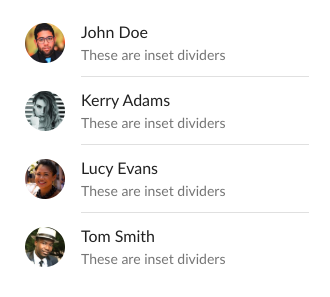 John Doe
These are inset dividers
Kerry Adams
These are inset dividers
Lucy Evans
These are inset dividers
Tom Smith
These are inset dividers